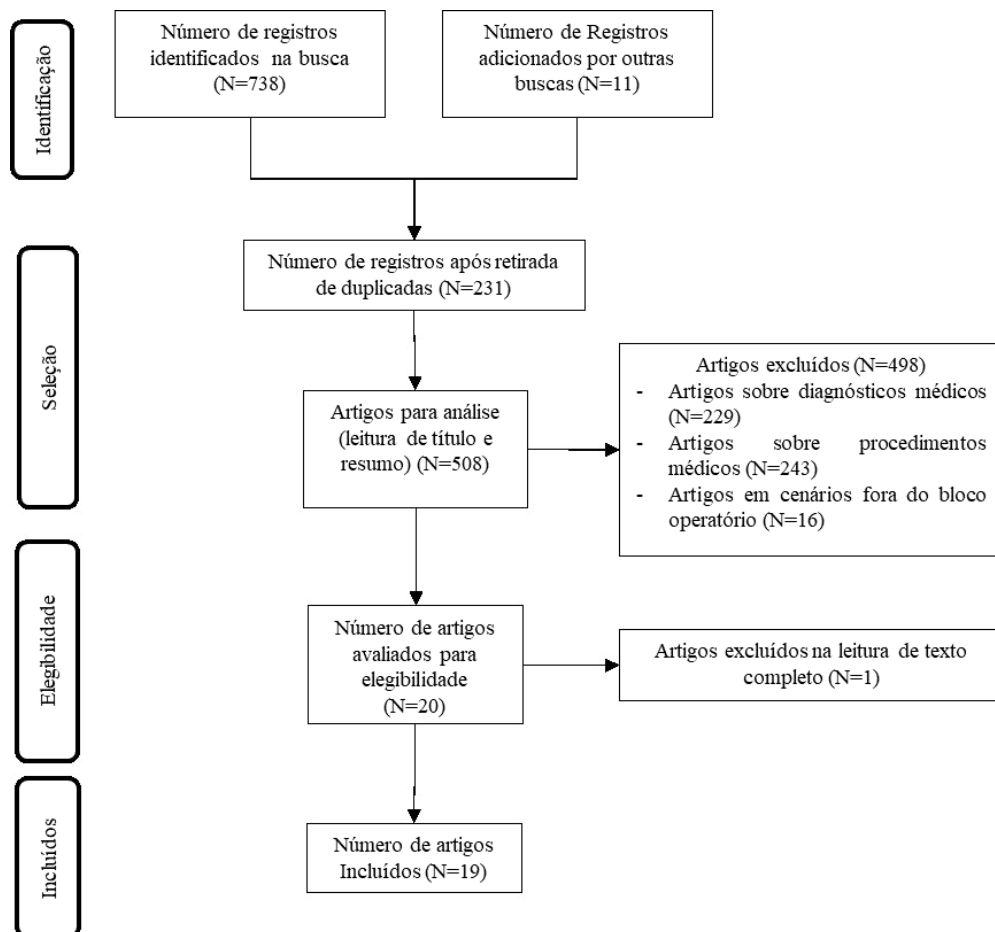 Identificação
Número de registros
identificados na busca
(N=738)
Número de Registros
adicionados por outras
buscas (N=11)
Seleção
Número de registros após retirada
de duplicadas (N=231)
Artigos para análise
(leitura de título e
resumo) (N=508)
Artigos excluídos (N=498)
- Artigos sobre diagnósticos médicos
(N=229)
- Artigos sobre procedimentos
médicos (N=243)
- Artigos em cenários fora do bloco
operatório (N=16)
Elegibilidade
Número de artigos
avaliados para
elegibilidade
(N=20)
Artigos excluídos na leitura de texto
completo (N=1)
Incluídos
Número de artigos
Incluídos (N=19)